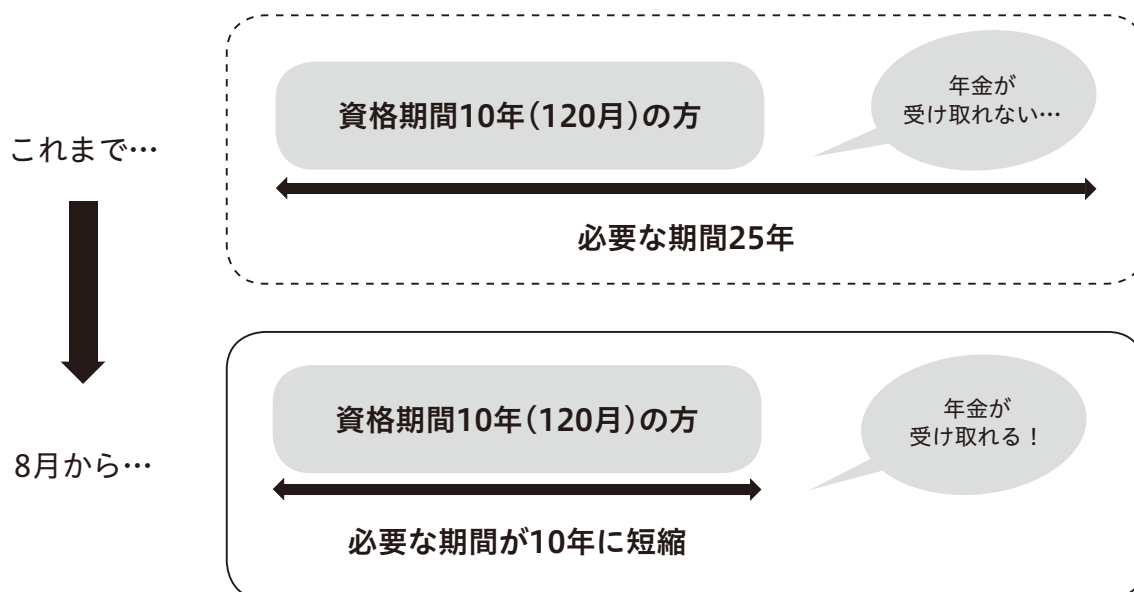 これまで…
資格期間10年(120月)の方
年金が
受け取れない…
必要な期間25年
8月から…
資格期間10年(120月)の方
年金が
受け取れる！
必要な期間が10年に短縮